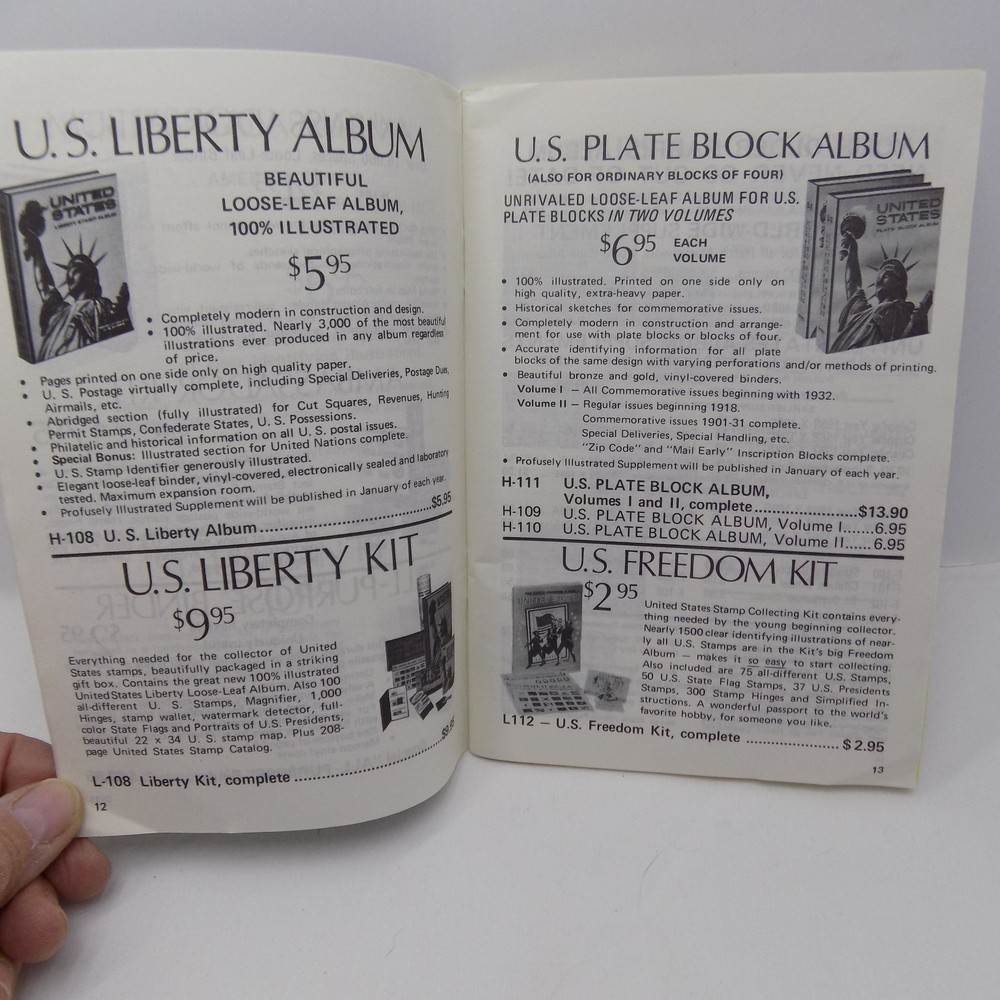 U.S. LIBERTY ALBUM
BEAUTIFUL
LOOSE-LEAF ALBUM,
100% ILLUSTRATED
$5.95
UNITED
STATES
LIBERTY STAMP ALBUM
• Completely modern in construction and design.
• 100% illustrated. Nearly 3,000 of the most beautiful
illustrations ever produced in any album regardless
of price.
• Pages printed on one side only on high quality paper.
• U. S. Postage virtually complete, including Special Deliveries, Postage Dues,
Airmails, etc.
• Abridged section (fully illustrated) for Cut Squares, Revenues, Hunting
Permit Stamps, Confederate States, U. S. Possessions.
• Philatelic and historical information on all U. S. postal issues.
• Special Bonus: Illustrated section for United Nations complete.
• U. S. Stamp Identifier generously illustrated.
• Elegant loose-leaf binder, vinyl-covered, electronically sealed and laboratory
tested. Maximum expansion room.
• Profusely Illustrated Supplement will be published in January of each year.
H-108 U. S. Liberty Album..............................$5.95
U.S. LIBERTY KIT
$9.95
Everything needed for the collector of United
States stamps, beautifully packaged in a striking
gift box. Contains the great new 100% illustrated
United States Liberty Loose-Leaf Album. Also 100
all-different U. S. Stamps, Magnifier, 1,000
Hinges, stamp wallet, watermark detector, full-
color State Flags and Portraits of U.S. Presidents,
beautiful 22 x 34 U. S. stamp map. Plus 208-
page United States Stamp Catalog.
L-108 Liberty Kit, complete..............................$9.95
12
U.S. PLATE BLOCK ALBUM
(ALSO FOR ORDINARY BLOCKS OF FOUR)
UNRIVALED LOOSE-LEAF ALBUM FOR U.S.
PLATE BLOCKS IN TWO VOLUMES
$6.95 EACH
VOLUME
UNITED
STATES
PLATE BLOCK ALBUM
• 100% illustrated. Printed on one side only on
high quality, extra-heavy paper.
• Historical sketches for commemorative issues.
• Completely modern in construction and arrange-
ment for use with plate blocks or blocks of four.
• Accurate identifying information for all plate
blocks of the same design with varying perforations and/or methods of printing.
• Beautiful bronze and gold, vinyl-covered binders.
Volume I — All Commemorative issues beginning with 1932.
Volume II — Regular issues beginning 1918.
Commemorative issues 1901-31 complete.
Special Deliveries, Special Handling, etc.
"Zip Code" and "Mail Early" Inscription Blocks complete.
• Profusely Illustrated Supplement will be published in January of each year.
H-111 U.S. PLATE BLOCK ALBUM,
Volumes I and II, complete....................$13.90
H-109 U.S. PLATE BLOCK ALBUM, Volume I.......6.95
H-110 U.S. PLATE BLOCK ALBUM, Volume II......6.95
U.S. FREEDOM KIT
$2.95
UNITED STATES
United States Stamp Collecting Kit contains every-
thing needed by the young beginning collector.
Nearly 1500 clear identifying illustrations of near-
ly all U.S. Stamps are in the Kit's big Freedom
Album — makes it so easy to start collecting.
Also included are 75 all-different U.S. Stamps,
50 U.S. State Flag Stamps, 37 U.S. Presidents
Stamps, 300 Stamp Hinges and Simplified In-
structions. A wonderful passport to the world's
favorite hobby, for someone you like.
L112 — U.S. Freedom Kit, complete ....................$ 2.95
13